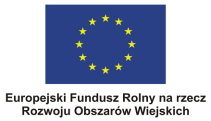 Europejski Fundusz Rolny na rzecz
Rozwoju Obszarów Wiejskich